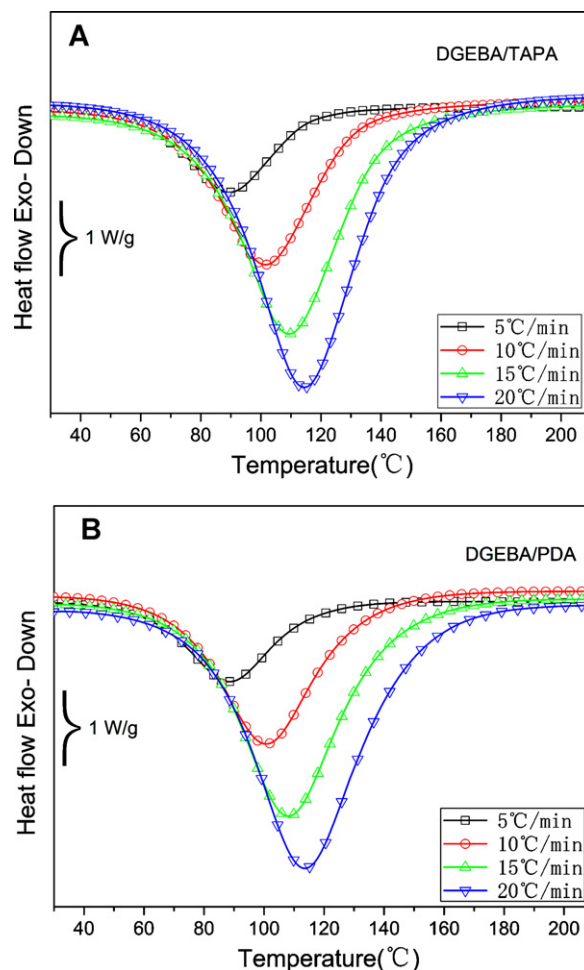 A
DGEBA/TAPA
Heat flow Exo- Down
1 W/g
5℃/min
10℃/min
15℃/min
20℃/min
40 60 80 100 120 140 160 180 200
Temperature(℃)
B
DGEBA/PDA
Heat flow Exo- Down
1 W/g
5℃/min
10℃/min
15℃/min
20℃/min
40 60 80 100 120 140 160 180 200
Temperature(℃)